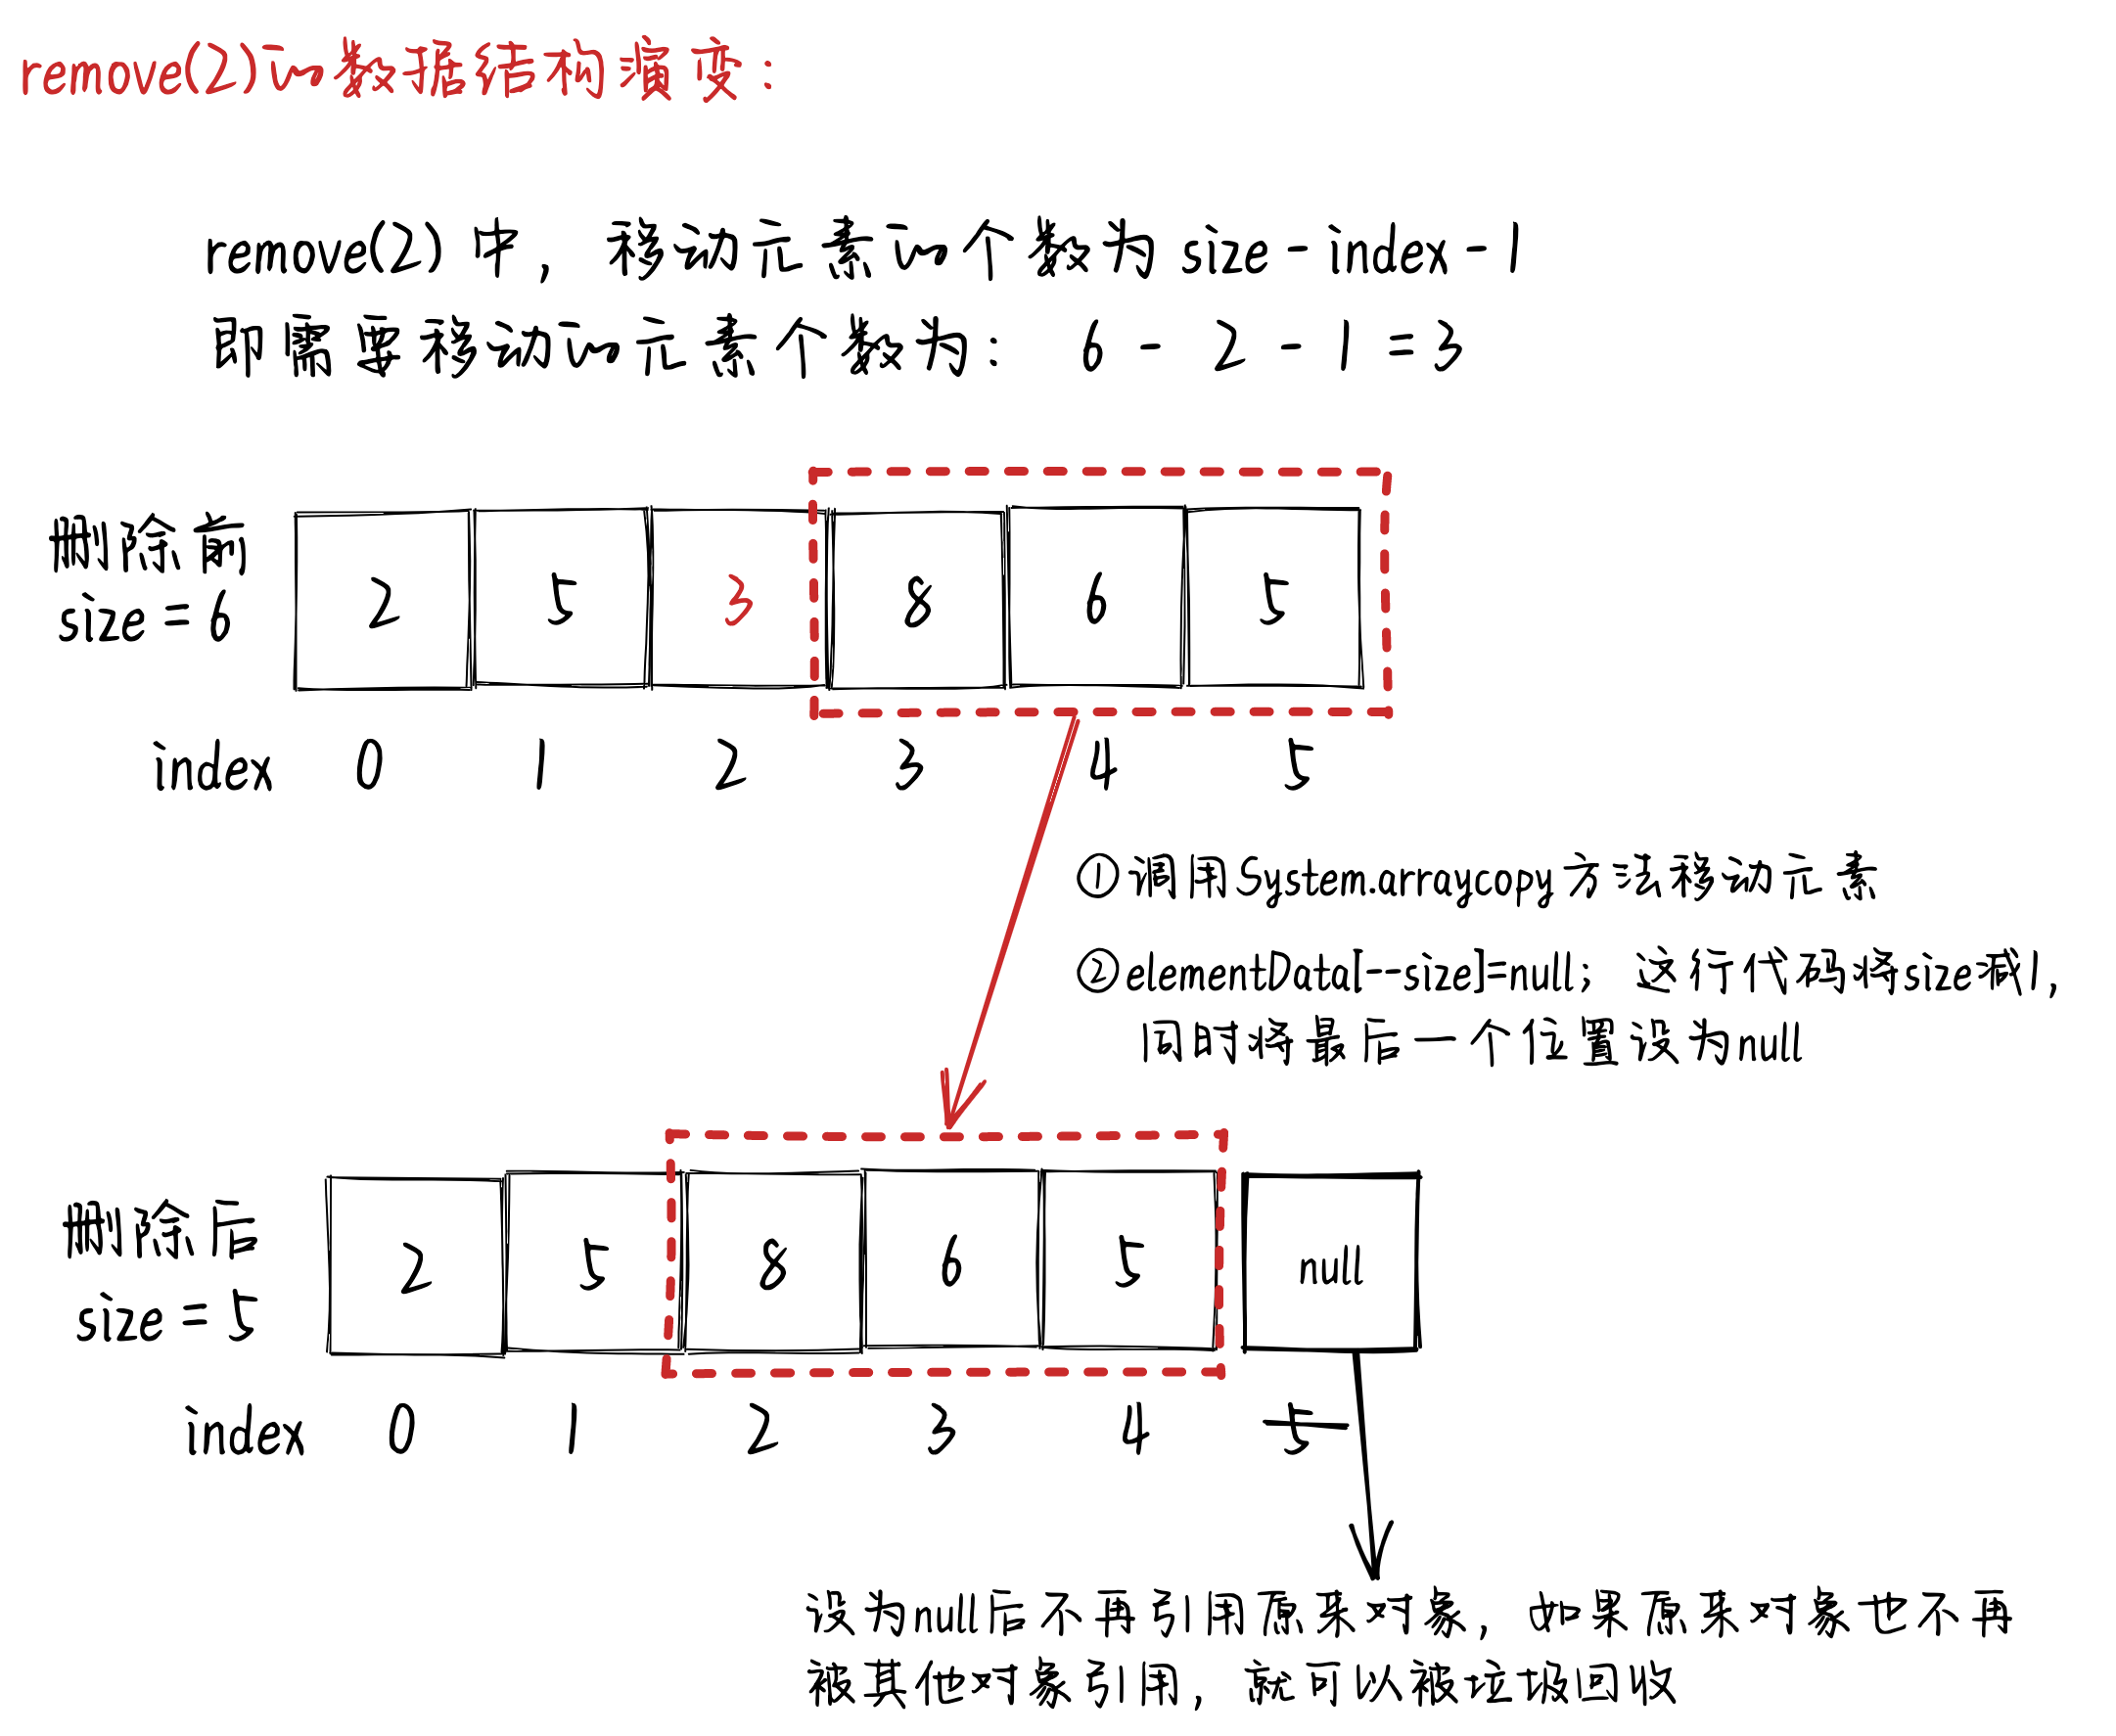 remove(2)的数据结构演变：
remove(2) 中，移动元素的个数为 size - index - 1
即需要移动的元素个数为： 6 - 2 - 1 = 3
删除前
size = 6
2 5 3 8 6 5
index 0 1 2 3 4 5
①调用System.arraycopy方法移动元素
②elementData[--size]=null； 这行代码将size减1，
同时将最后一个位置设为null
删除后
size = 5
2 5 8 6 5 null
index 0 1 2 3 4 5
设为null后不再引用原来对象，如果原来对象也不再
被其他对象引用，就可以被垃圾回收